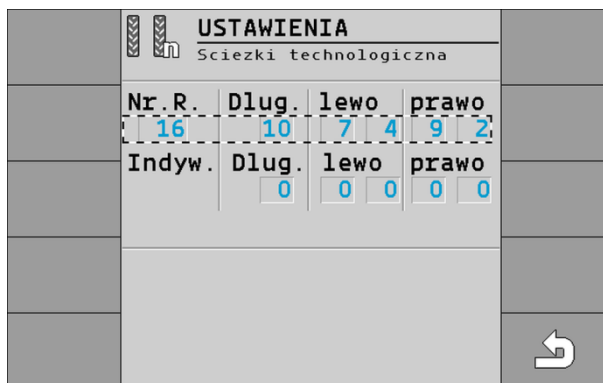 n
USTAWIENIA
Sciezki technologiczna
Nr.R. Dlug. lewo prawo
16 10 7 4 9 2
Indyw. Dlug. lewo prawo
0 0 0 0 0